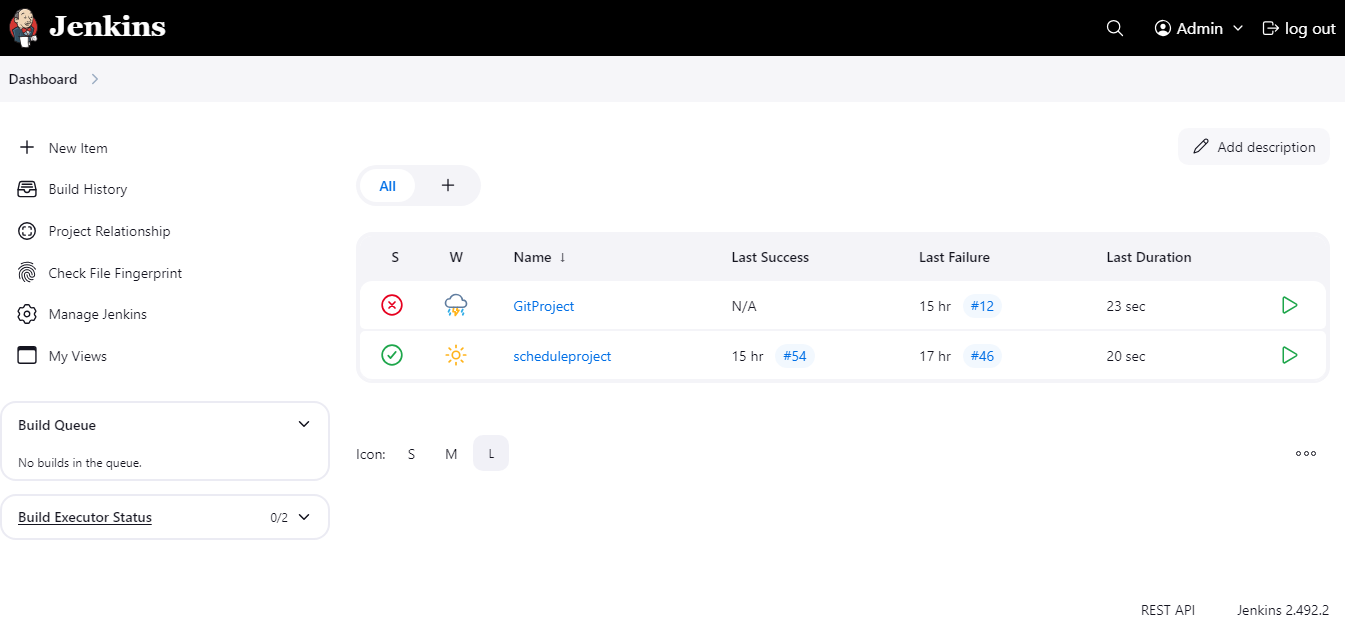 Jenkins
Admin
log out
Dashboard
New Item
Build History
Project Relationship
Check File Fingerprint
Manage Jenkins
My Views
Build Queue
No builds in the queue.
Build Executor Status 0/2
Add description
All +
S W Name ↓ Last Success Last Failure Last Duration
GitProject N/A 15 hr #12 23 sec
scheduleproject 15 hr #54 17 hr #46 20 sec
Icon: S M L
REST API Jenkins 2.492.2